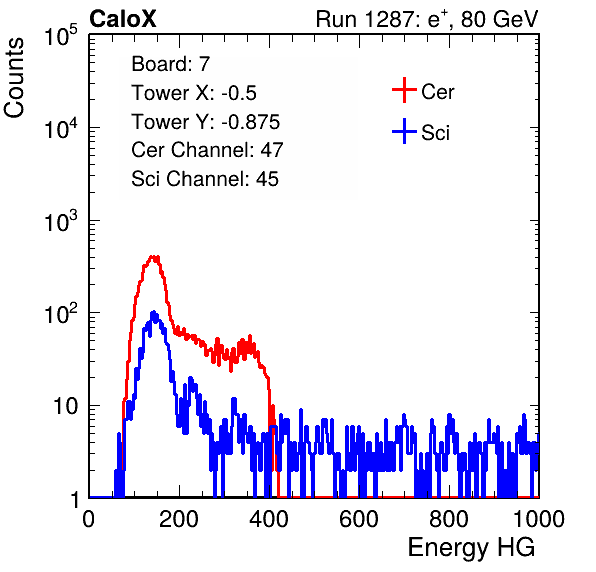 CaloX Run 1287: e⁺, 80 GeV
Board: 7
Tower X: -0.5
Tower Y: -0.875
Cer Channel: 47
Sci Channel: 45
Cer
Sci
Counts
10⁵
10⁴
10³
10²
10
1
0 200 400 600 800 1000
Energy HG